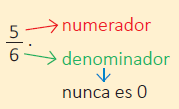 5/6. numerador
denominador
nunca es 0